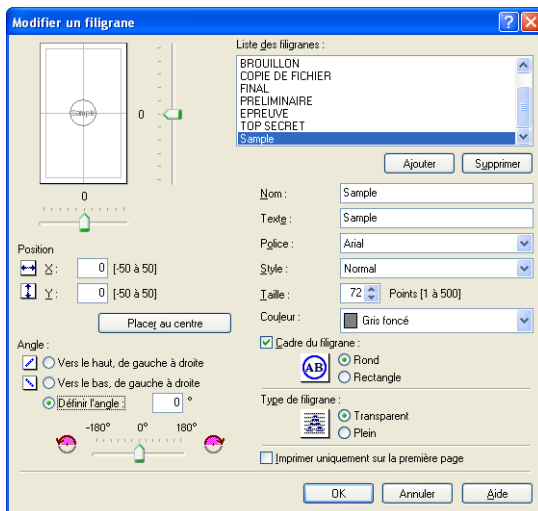 Modifier un filigrane
Liste des filigranes :
BROUILLON
COPIE DE FICHIER
FINAL
PRELIMINAIRE
EPREUVE
TOP SECRET
Sample
Sample
0
0
Ajouter
Supprimer
Nom :
Sample
Texte :
Sample
Police :
Arial
Style :
Normal
Taille :
72
Points [1 à 500]
Couleur :
Gris foncé
Position
X :
0
[-50 à 50]
Y :
0
[-50 à 50]
Placer au centre
Cadre du filigrane :
AB
Rond
Rectangle
Angle :
Vers le haut, de gauche à droite
Vers le bas, de gauche à droite
Définir l'angle :
0
°
-180°
0°
180°
Type de filigrane :
Transparent
Plein
Imprimer uniquement sur la première page
OK
Annuler
Aide